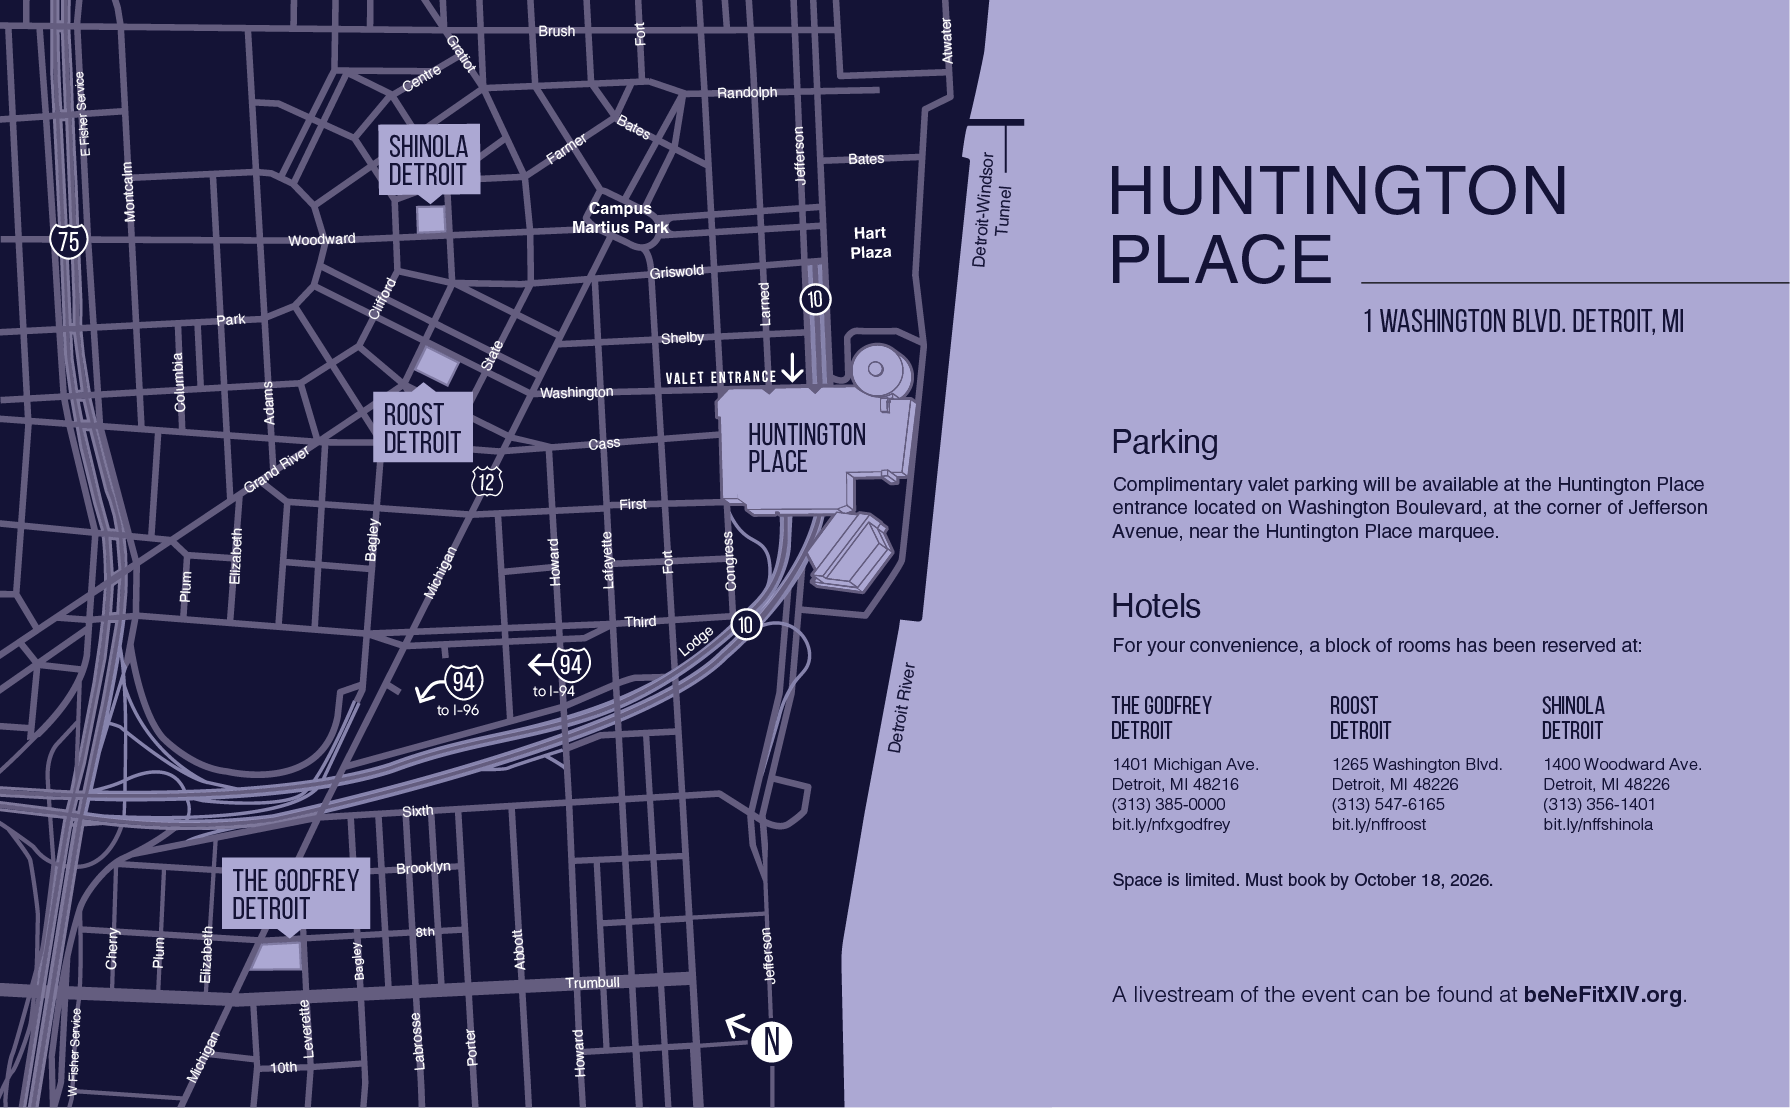 Brush
Fort
Gratiot
Atwater
Centre
E Fisher Service
Randolph
Bates
Farmer
Jefferson
Bates
SHINOLA
DETROIT
Montcalm
Detroit-Windsor
Tunnel
Campus
Martius Park
75
Woodward
Hart
Plaza
Griswold
Clifford
Larned
10
Park
Shelby
State
Columbia
Adams
VALET ENTRANCE
Washington
ROOST
DETROIT
Cass
HUNTINGTON
PLACE
Grand River
12
First
Elizabeth
Bagley
Plum
Michigan
Howard
Lafayette
Fort
Congress
Third
10
Lodge
94
to I-94
94
to I-96
Detroit River
Sixth
Brooklyn
THE GODFREY
DETROIT
8th
Cherry
Plum
Elizabeth
Bagley
Abbott
Jefferson
Trumbull
W Fisher Service
Michigan
Leverette
10th
Labrosse
Porter
Howard
N
HUNTINGTON
PLACE
1 WASHINGTON BLVD. DETROIT, MI
Parking
Complimentary valet parking will be available at the Huntington Place
entrance located on Washington Boulevard, at the corner of Jefferson
Avenue, near the Huntington Place marquee.
Hotels
For your convenience, a block of rooms has been reserved at:
THE GODFREY
DETROIT
1401 Michigan Ave.
Detroit, MI 48216
(313) 385-0000
bit.ly/nfxgodfrey
ROOST
DETROIT
1265 Washington Blvd.
Detroit, MI 48226
(313) 547-6165
bit.ly/nffroost
SHINOLA
DETROIT
1400 Woodward Ave.
Detroit, MI 48226
(313) 356-1401
bit.ly/nffshinola
Space is limited. Must book by October 18, 2026.
A livestream of the event can be found at beNeFitXIV.org.